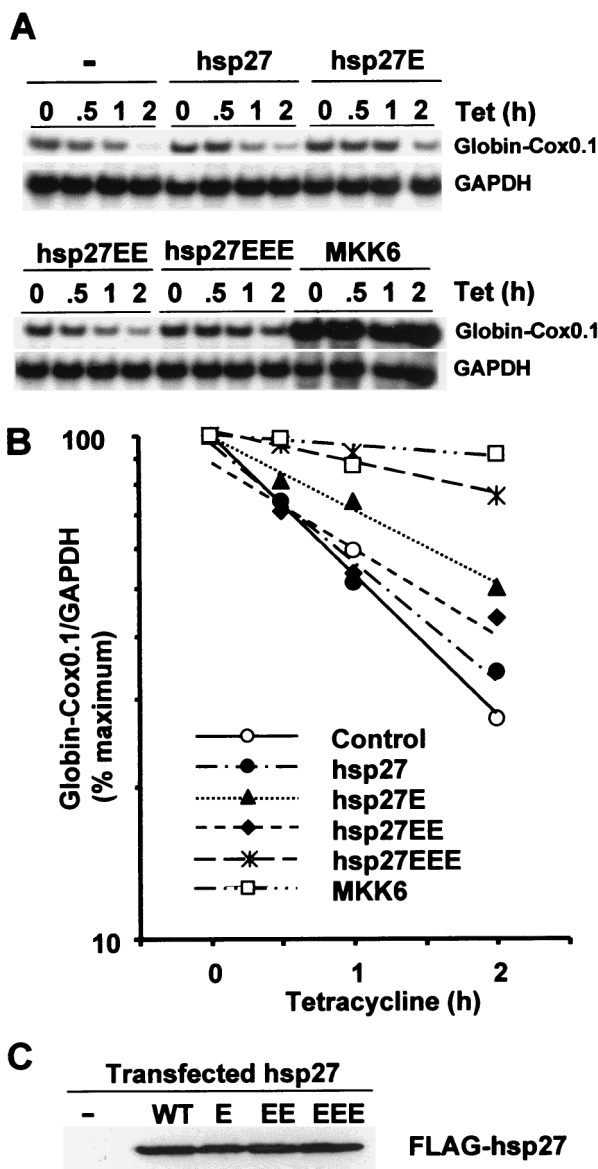 A
- hsp27 hsp27E
0 .5 1 2 0 .5 1 2 0 .5 1 2 Tet (h)
Globin-Cox0.1
GAPDH
hsp27EE hsp27EEE MKK6
0 .5 1 2 0 .5 1 2 0 .5 1 2 Tet (h)
Globin-Cox0.1
GAPDH
B
100
Globin-Cox0.1/GAPDH
(% maximum)
Control
hsp27
hsp27E
hsp27EE
hsp27EEE
MKK6
10
0 1 2
Tetracycline (h)
C
Transfected hsp27
- WT E EE EEE
FLAG-hsp27